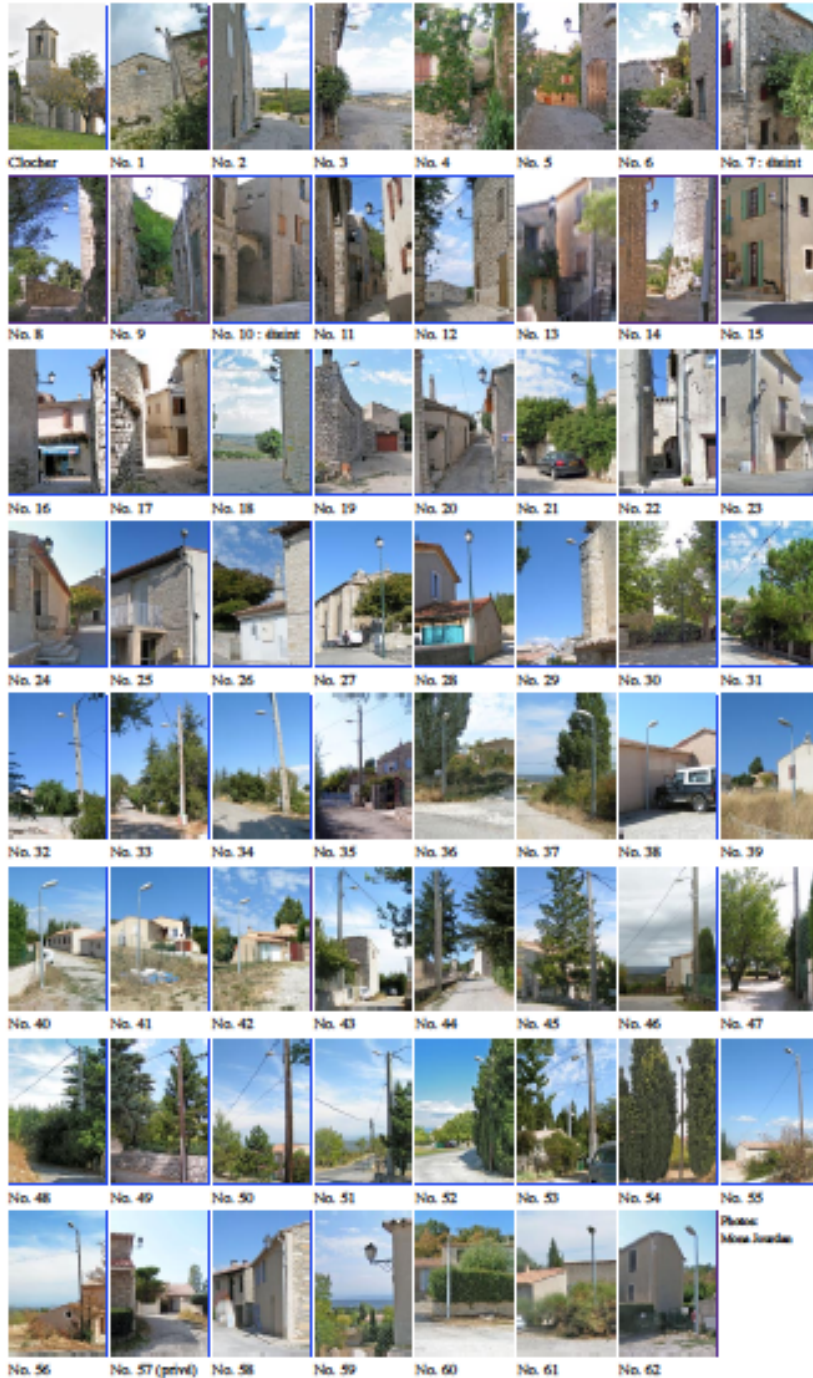 Clocher No. 1 No. 2 No. 3 No. 4 No. 5 No. 6 No. 7 : éteint
No. 8 No. 9 No. 10 : éteint No. 11 No. 12 No. 13 No. 14 No. 15
No. 16 No. 17 No. 18 No. 19 No. 20 No. 21 No. 22 No. 23
No. 24 No. 25 No. 26 No. 27 No. 28 No. 29 No. 30 No. 31
No. 32 No. 33 No. 34 No. 35 No. 36 No. 37 No. 38 No. 39
No. 40 No. 41 No. 42 No. 43 No. 44 No. 45 No. 46 No. 47
No. 48 No. 49 No. 50 No. 51 No. 52 No. 53 No. 54 No. 55
Photos:
Mona Jourdan
No. 56 No. 57 (privé) No. 58 No. 59 No. 60 No. 61 No. 62